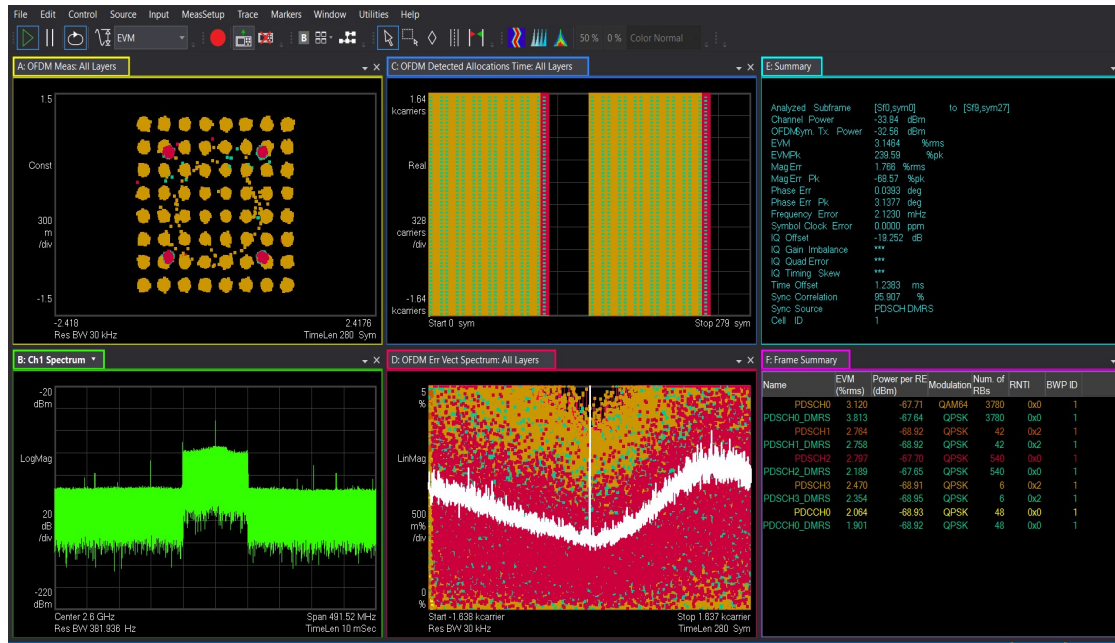 File Edit Control Source Input MeasSetup Trace Markers Window Utilities Help
EVM B 50 % 0 % Color Normal
A: OFDM Meas: All Layers
1.5
Const
300
m
/div
-1.5
-2.418 2.4176
Res BW 30 kHz TimeLen 280 Sym
C: OFDM Detected Allocations Time: All Layers
1.64
kcarriers
Real
328
carriers
/div
-1.64
kcarriers
Start 0 sym Stop 279 sym
E: Summary
Analyzed Subframe [Sf0,sym0] to [Sf9,sym27]
Channel Power -33.84 dBm
OFDMSym. Tx. Power -32.56 dBm
EVM 3.1464 %rms
EVMPk 239.59 %pk
MagErr 1.766 %rms
MagErr Pk -68.57 %pk
Phase Err 0.0393 deg
Phase Err Pk 3.1377 deg
Frequency Error 2.1230 mHz
Symbol Clock Error 0.0000 ppm
IQ Offset -19.252 dB
IQ Gain Imbalance ***
IQ Quad Error ***
IQ Timing Skew ***
Time Offset 1.2383 ms
Sync Correlation 95.907 %
Sync Source PDSCH DMRS
Cell ID 1
B: Ch1 Spectrum
-20
dBm
LogMag
20
dB
/div
-220
dBm
Center 2.6 GHz Span 491.52 MHz
Res BW 381.936 Hz TimeLen 10 mSec
D: OFDM Err Vect Spectrum: All Layers
5
%
LinMag
500
m%
/div
0
%
Start -1.638 kcarrier Stop 1.637 kcarrier
Res BW 30 kHz TimeLen 280 Sym
F: Frame Summary
Name EVM (%rms) Power per RE (dBm) Modulation Num. of RBs RNTI BWP ID
PDSCH0 3.120 -67.71 QAM64 3780 0x0 1
PDSCH0_DMRS 3.813 -67.64 QPSK 3780 0x0 1
PDSCH1 2.764 -68.92 QPSK 42 0x2 1
PDSCH1_DMRS 2.758 -68.92 QPSK 42 0x2 1
PDSCH2 2.797 -67.70 QPSK 540 0x0 1
PDSCH2_DMRS 2.189 -67.65 QPSK 540 0x0 1
PDSCH3 2.470 -68.91 QPSK 6 0x2 1
PDSCH3_DMRS 2.354 -68.95 QPSK 6 0x2 1
PDCCH0 2.064 -68.93 QPSK 48 0x0 1
PDCCH0_DMRS 1.901 -68.92 QPSK 48 0x0 1